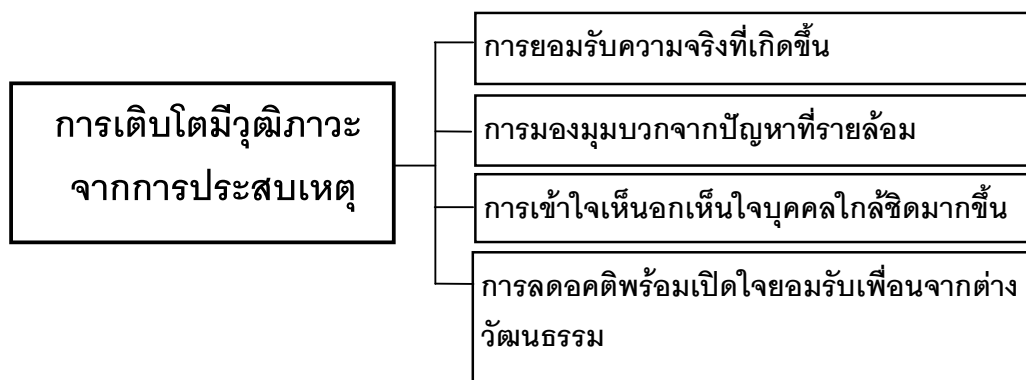 การเติบโตมีวุฒิภาวะ
จากการประสบเหตุ
การยอมรับความจริงที่เกิดขึ้น
การมองมุมบวกจากปัญหาที่รายล้อม
การเข้าใจเห็นอกเห็นใจบุคคลใกล้ชิดมากขึ้น
การลดอคติพร้อมเปิดใจยอมรับเพื่อนจากต่าง
วัฒนธรรม